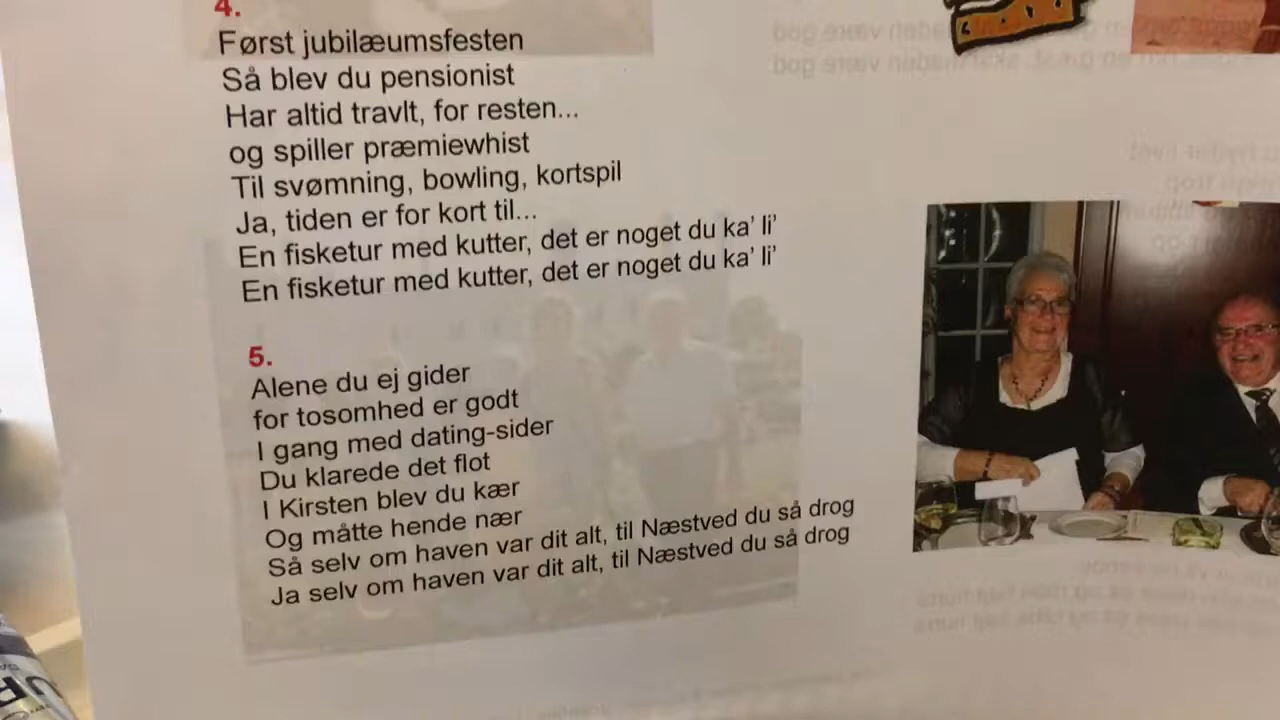 4.
Først jubilæumsfesten
Så blev du pensionist
Har altid travlt, for resten...
og spiller præmiewhist
Til svømning, bowling, kortspil
Ja, tiden er for kort til...
En fisketur med kutter, det er noget du ka’ li’
En fisketur med kutter, det er noget du ka’ li’
5.
Alene du ej gider
for tosomhed er godt
I gang med dating-sider
Du klarede det flot
I Kirsten blev du kær
Og måtte hende nær
Så selv om haven var dit alt, til Næstved du så drog
Ja selv om haven var dit alt, til Næstved du så drog